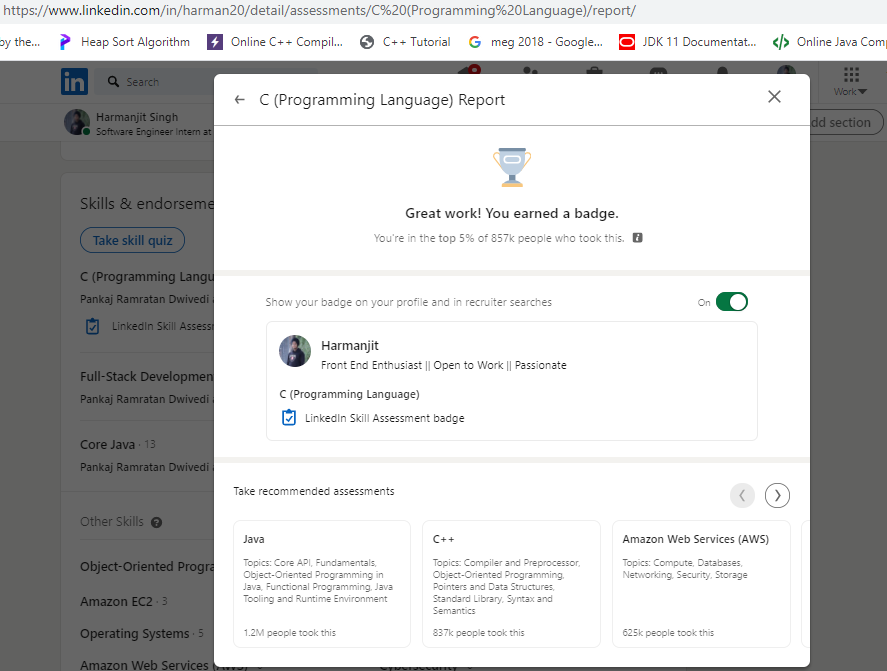 https://www.linkedin.com/in/harman20/detail/assessments/C%20(Programming%20Language)/report/
by the...
Heap Sort Algorithm
Online C++ Compil...
C++ Tutorial
meg 2018 - Google...
JDK 11 Documentat...
Online Java Comp
in
Search
Work
Harmanjit Singh
Software Engineer Intern at
dd section
C (Programming Language) Report
Great work! You earned a badge.
You're in the top 5% of 857k people who took this.
Skills & endorseme
Take skill quiz
C (Programming Langu
Pankaj Ramratan Dwivedi
LinkedIn Skill Assess
Full-Stack Developmen
Pankaj Ramratan Dwivedi
Core Java · 13
Pankaj Ramratan Dwivedi
Other Skills
Object-Oriented Progra
Amazon EC2 · 3
Operating Systems · 5
Amazon Web Services (AWS)
Cybersecurity
Show your badge on your profile and in recruiter searches
On
Harmanjit
Front End Enthusiast || Open to Work || Passionate
C (Programming Language)
LinkedIn Skill Assessment badge
Take recommended assessments
Java
Topics: Core API, Fundamentals,
Object-Oriented Programming in
Java, Functional Programming, Java
Tooling and Runtime Environment
1.2M people took this
C++
Topics: Compiler and Preprocessor,
Object-Oriented Programming,
Pointers and Data Structures,
Standard Library, Syntax and
Semantics
837k people took this
Amazon Web Services (AWS)
Topics: Compute, Databases,
Networking, Security, Storage
625k people took this